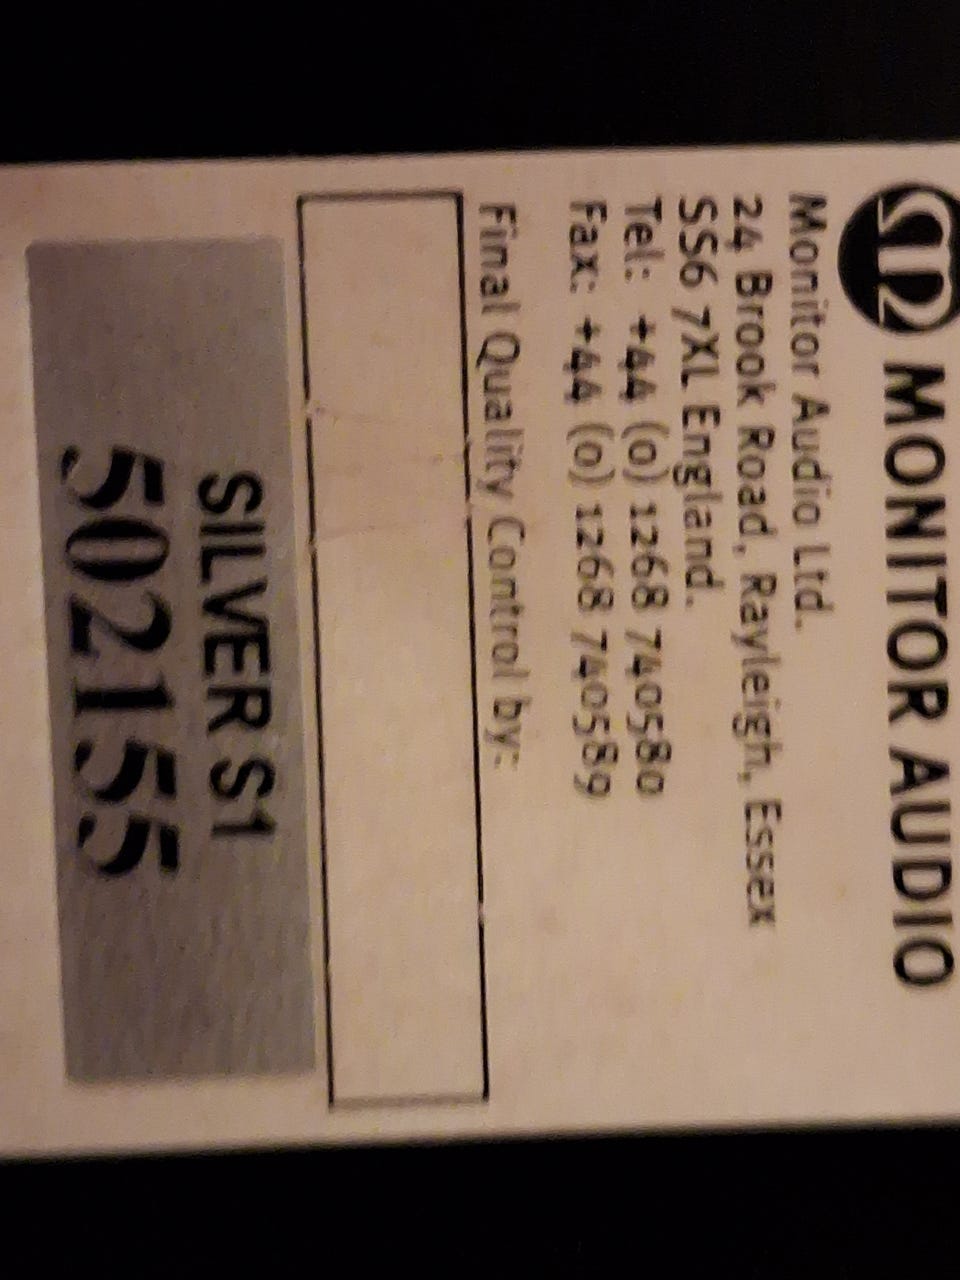 MONITOR AUDIO
Monitor Audio Ltd.
24 Brook Road, Rayleigh, Essex
SS6 7XL England.
Tel: +44 (0) 1268 740580
Fax: +44 (0) 1268 740589
Final Quality Control by:
SILVER S1
502155